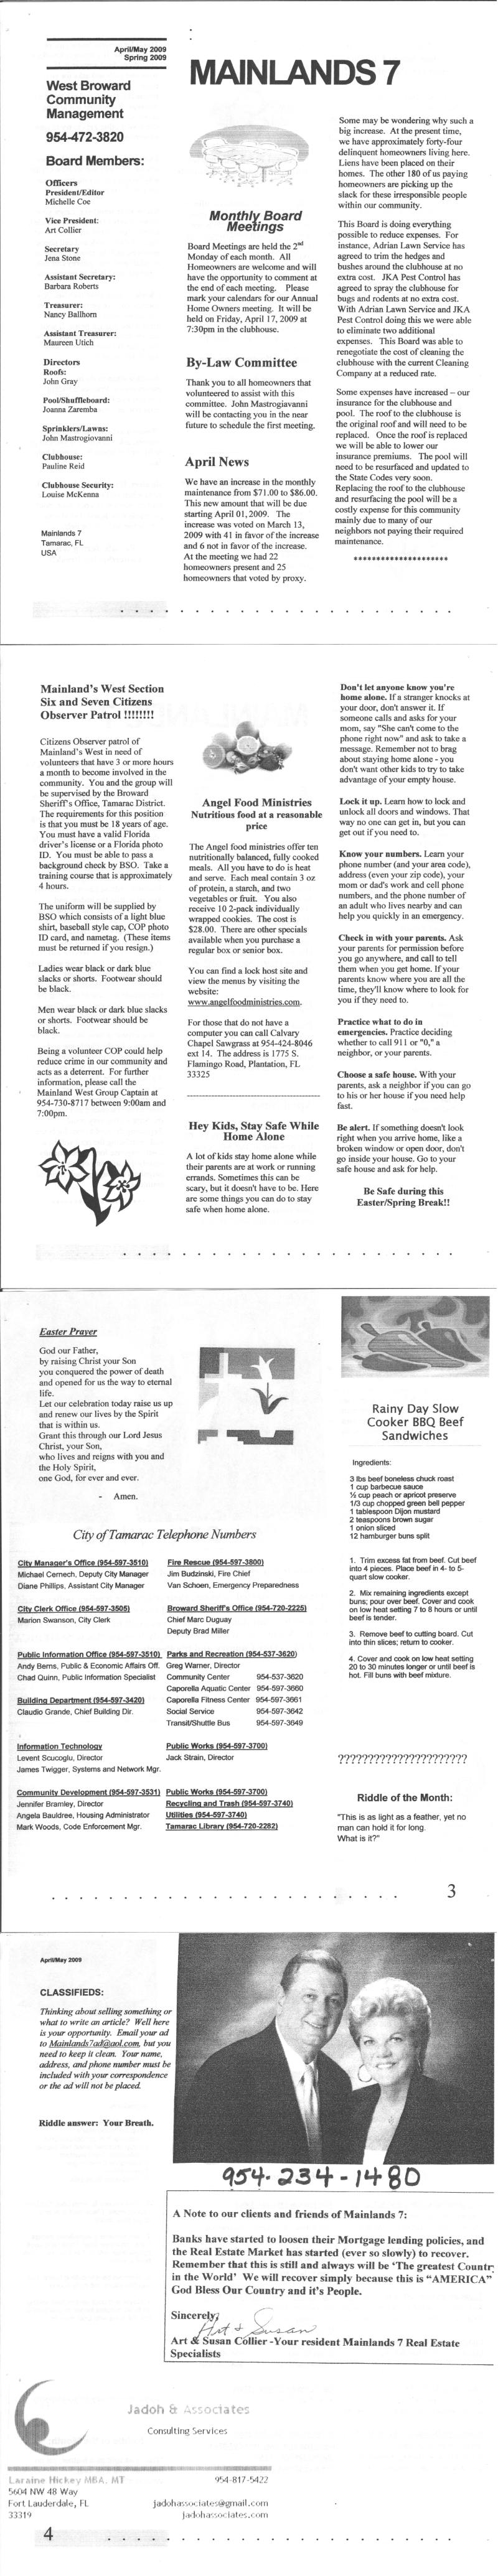 April/May 2009
Spring 2009
West Broward
Community
Management
954-472-3820
Board Members:
Officers
President/Editor
Michelle Coe
Vice President:
Art Collier
Secretary
Jena Stone
Assistant Secretary:
Barbara Roberts
Treasurer:
Nancy Ballhorn
Assistant Treasurer:
Maureen Utich
Directors
Roofs:
John Gray
Pool/Shuffleboard:
Joanna Zaremba
Sprinklers/Lawns:
John Mastrogiovanni
Clubhouse:
Pauline Reid
Clubhouse Security:
Louise McKenna
Mainlands 7
Tamarac, FL
USA
MAINLANDS 7
Monthly Board
Meetings
Board Meetings are held the 2nd
Monday of each month. All
Homeowners are welcome and will
have the opportunity to comment at
the end of each meeting. Please
mark your calendars for our Annual
Home Owners meeting. It will be
held on Friday, April 17, 2009 at
7:30pm in the clubhouse.
By-Law Committee
Thank you to all homeowners that
volunteered to assist with this
committee. John Mastrogiavanni
will be contacting you in the near
future to schedule the first meeting.
April News
We have an increase in the monthly
maintenance from $71.00 to $86.00.
This new amount that will be due
starting April 01, 2009. The
increase was voted on March 13,
2009 with 41 in favor of the increase
and 6 not in favor of the increase.
At the meeting we had 22
homeowners present and 25
homeowners that voted by proxy.
Some may be wondering why such a
big increase. At the present time,
we have approximately forty-four
delinquent homeowners living here.
Liens have been placed on their
homes. The other 180 of us paying
homeowners are picking up the
slack for these irresponsible people
within our community.
This Board is doing everything
possible to reduce expenses. For
instance, Adrian Lawn Service has
agreed to trim the hedges and
bushes around the clubhouse at no
extra cost. JKA Pest Control has
agreed to spray the clubhouse for
bugs and rodents at no extra cost.
With Adrian Lawn Service and JKA
Pest Control doing this we were able
to eliminate two additional
expenses. This Board was able to
renegotiate the cost of cleaning the
clubhouse with the current Cleaning
Company at a reduced rate.
Some expenses have increased – our
insurance for the clubhouse and
pool. The roof to the clubhouse is
the original roof and will need to be
replaced. Once the roof is replaced
we will be able to lower our
insurance premiums. The pool will
need to be resurfaced and updated to
the State Codes very soon.
Replacing the roof to the clubhouse
and resurfacing the pool will be a
costly expense for this community
mainly due to many of our
neighbors not paying their required
maintenance.
*********************
Mainland's West Section
Six and Seven Citizens
Observer Patrol !!!!!!!!
Citizens Observer patrol of
Mainland's West in need of
volunteers that have 3 or more hours
a month to become involved in the
community. You and the group will
be supervised by the Broward
Sheriff's Office, Tamarac District.
The requirements for this position
is that you must be 18 years of age.
You must have a valid Florida
driver's license or a Florida photo
ID. You must be able to pass a
background check by BSO. Take a
training course that is approximately
4 hours.
The uniform will be supplied by
BSO which consists of a light blue
shirt, baseball style cap, COP photo
ID card, and nametag. (These items
must be returned if you resign.)
Ladies wear black or dark blue
slacks or shorts. Footwear should
be black.
Men wear black or dark blue slacks
or shorts. Footwear should be
black.
Being a volunteer COP could help
reduce crime in our community and
acts as a deterrent. For further
information, please call the
Mainland West Group Captain at
954-730-8717 between 9:00am and
7:00pm.
Angel Food Ministries
Nutritious food at a reasonable
price
The Angel food ministries offer ten
nutritionally balanced, fully cooked
meals. All you have to do is heat
and serve. Each meal contain 3 oz
of protein, a starch, and two
vegetables or fruit. You also
receive 10 2-pack individually
wrapped cookies. The cost is
$28.00. There are other specials
available when you purchase a
regular box or senior box.
You can find a lock host site and
view the menus by visiting the
website:
www.angelfoodministries.com.
For those that do not have a
computer you can call Calvary
Chapel Sawgrass at 954-424-8046
ext 14. The address is 1775 S.
Flamingo Road, Plantation, FL
33325
Hey Kids, Stay Safe While
Home Alone
A lot of kids stay home alone while
their parents are at work or running
errands. Sometimes this can be
scary, but it doesn't have to be. Here
are some things you can do to stay
safe when home alone.
Don't let anyone know you're
home alone. If a stranger knocks at
your door, don't answer it. If
someone calls and asks for your
mom, say "She can't come to the
phone right now" and ask to take a
message. Remember not to brag
about staying home alone - you
don't want other kids to try to take
advantage of your empty house.
Lock it up. Learn how to lock and
unlock all doors and windows. That
way no one can get in, but you can
get out if you need to.
Know your numbers. Learn your
phone number (and your area code),
address (even your zip code), your
mom or dad's work and cell phone
numbers, and the phone number of
an adult who lives nearby and can
help you quickly in an emergency.
Check in with your parents. Ask
your parents for permission before
you go anywhere, and call to tell
them when you get home. If your
parents know where you are all the
time, they'll know where to look for
you if they need to.
Practice what to do in
emergencies. Practice deciding
whether to call 911 or "0," a
neighbor, or your parents.
Choose a safe house. With your
parents, ask a neighbor if you can go
to his or her house if you need help
fast.
Be alert. If something doesn't look
right when you arrive home, like a
broken window or open door, don't
go inside your house. Go to your
safe house and ask for help.
Be Safe during this
Easter/Spring Break!!
Easter Prayer
God our Father,
by raising Christ your Son
you conquered the power of death
and opened for us the way to eternal
life.
Let our celebration today raise us up
and renew our lives by the Spirit
that is within us.
Grant this through our Lord Jesus
Christ, your Son,
who lives and reigns with you and
the Holy Spirit,
one God, for ever and ever.
- Amen.
City of Tamarac Telephone Numbers
City Manager's Office (954-597-3510)
Michael Cernech, Deputy City Manager
Diane Phillips, Assistant City Manager
City Clerk Office (954-597-3505)
Marion Swanson, City Clerk
Public Information Office (954-597-3510)
Andy Berns, Public & Economic Affairs Off.
Chad Quinn, Public Information Specialist
Building Department (954-597-3420)
Claudio Grande, Chief Building Dir.
Information Technology
Levent Scucoglu, Director
James Twigger, Systems and Network Mgr.
Community Development (954-597-3531)
Jennifer Bramley, Director
Angela Bauldree, Housing Administrator
Mark Woods, Code Enforcement Mgr.
Fire Rescue (954-597-3800)
Jim Budzinski, Fire Chief
Van Schoen, Emergency Preparedness
Broward Sheriff's Office (954-720-2225)
Chief Marc Duguay
Deputy Brad Miller
Parks and Recreation (954-537-3620)
Greg Warner, Director
Community Center 954-537-3620
Caporella Aquatic Center 954-597-3660
Caporella Fitness Center 954-597-3661
Social Service 954-597-3642
Transit/Shuttle Bus 954-597-3649
Public Works (954-597-3700)
Jack Strain, Director
Public Works (954-597-3700)
Recycling and Trash (954-597-3740)
Utilities (954-597-3740)
Tamarac Library (954-720-2282)
Rainy Day Slow
Cooker BBQ Beef
Sandwiches
Ingredients:
3 lbs beef boneless chuck roast
1 cup barbecue sauce
½ cup peach or apricot preserve
1/3 cup chopped green bell pepper
1 tablespoon Dijon mustard
2 teaspoons brown sugar
1 onion sliced
12 hamburger buns split
1. Trim excess fat from beef. Cut beef
into 4 pieces. Place beef in 4- to 5-
quart slow cooker.
2. Mix remaining ingredients except
buns; pour over beef. Cover and cook
on low heat setting 7 to 8 hours or until
beef is tender.
3. Remove beef to cutting board. Cut
into thin slices; return to cooker.
4. Cover and cook on low heat setting
20 to 30 minutes longer or until beef is
hot. Fill buns with beef mixture.
??????????????????????
Riddle of the Month:
"This is as light as a feather, yet no
man can hold it for long.
What is it?"
3
April/May 2009
CLASSIFIEDS:
Thinking about selling something or
what to write an article? Well here
is your opportunity. Email your ad
to Mainlands7ad@aol.com, but you
need to keep it clean. Your name,
address, and phone number must be
included with your correspondence
or the ad will not be placed.
Riddle answer: Your Breath.
954-234-1480
A Note to our clients and friends of Mainlands 7:
Banks have started to loosen their Mortgage lending policies, and
the Real Estate Market has started (ever so slowly) to recover.
Remember that this is still and always will be 'The greatest Countr
in the World' We will recover simply because this is "AMERICA"
God Bless Our Country and it's People.
Sincerely,
Art & Susan
Art & Susan Collier -Your resident Mainlands 7 Real Estate
Specialists
Jadoh & Associates
Consulting Services
Laraine Hickey MBA, MT
5604 NW 48 Way
Fort Lauderdale, FL
33319
954-817-5422
jadohassociates@gmail.com
jadohassociates.com
4